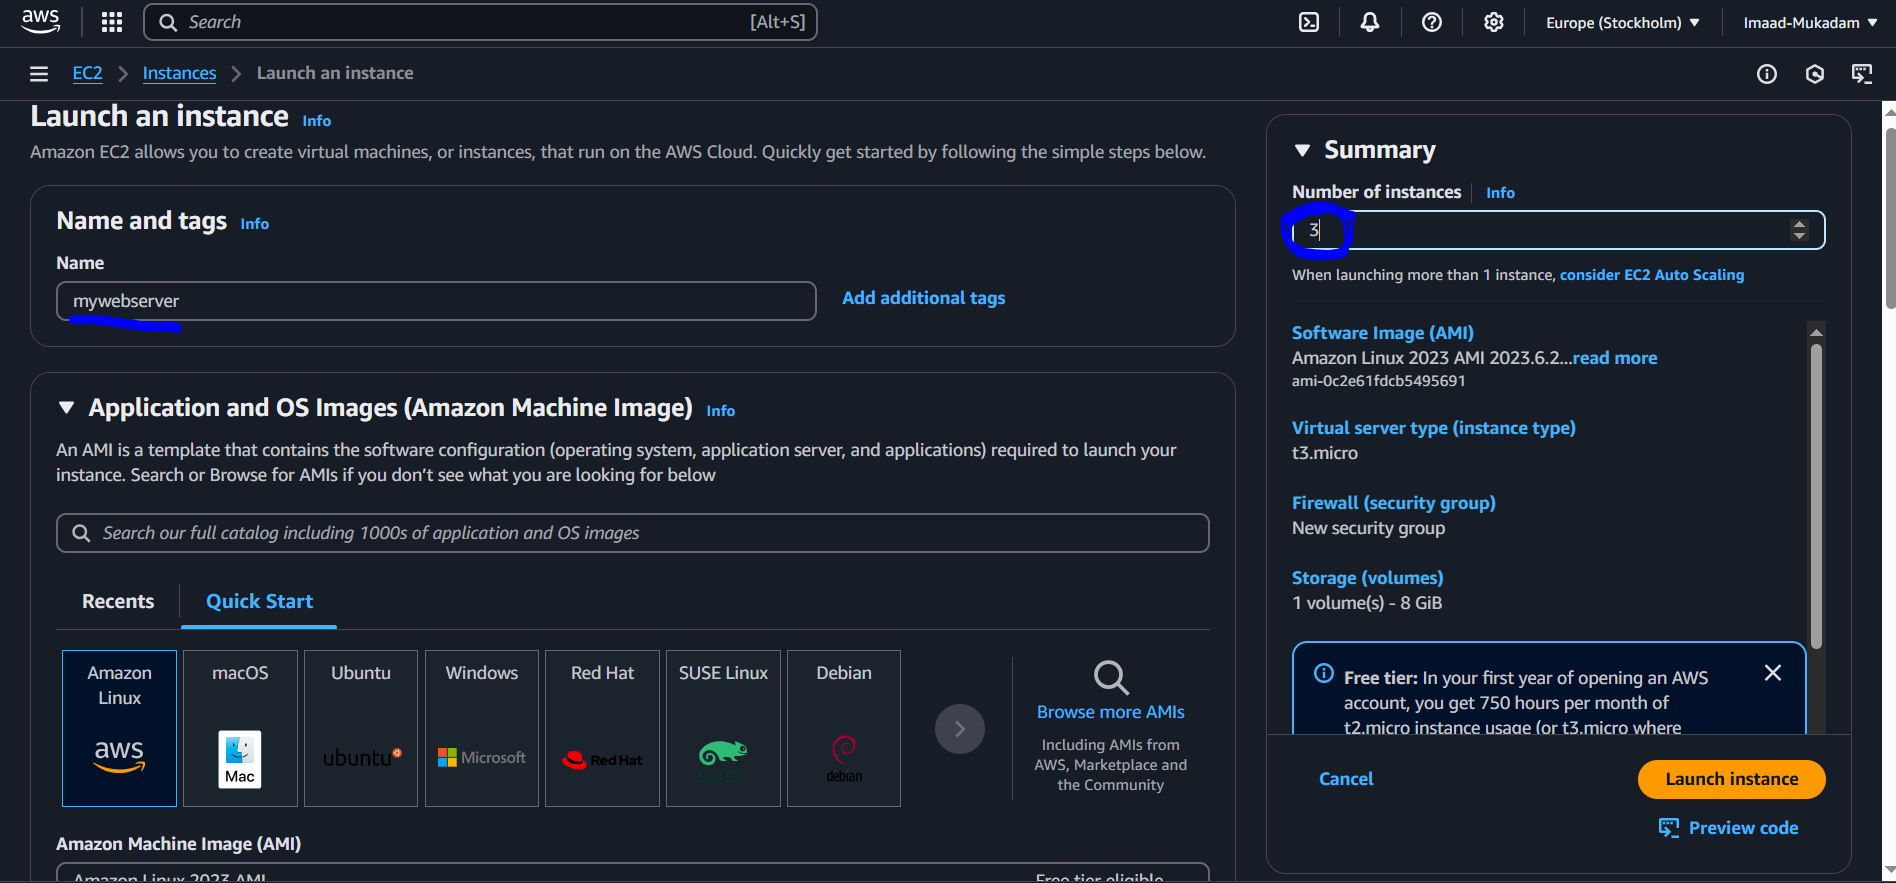 aws
Search
[Alt+S]
Europe (Stockholm)
Imaad-Mukadam
EC2
Instances
Launch an instance
Launch an instance Info
Amazon EC2 allows you to create virtual machines, or instances, that run on the AWS Cloud. Quickly get started by following the simple steps below.
Name and tags Info
Name
mywebserver
Add additional tags
Application and OS Images (Amazon Machine Image) Info
An AMI is a template that contains the software configuration (operating system, application server, and applications) required to launch your
instance. Search or Browse for AMIs if you don’t see what you are looking for below
Search our full catalog including 1000s of application and OS images
Recents
Quick Start
Amazon
Linux
aws
macOS
Mac
Ubuntu
ubuntu
Windows
Microsoft
Red Hat
Red Hat
SUSE Linux
SUSE
Debian
debian
Browse more AMIs
Including AMIs from
AWS, Marketplace and
the Community
Amazon Machine Image (AMI)
Amazon Linux 2023 AMI
Free tier eligible
Summary
Number of instances Info
3
When launching more than 1 instance, consider EC2 Auto Scaling
Software Image (AMI)
Amazon Linux 2023 AMI 2023.6.2...read more
ami-0c2e61fdcb5495691
Virtual server type (instance type)
t3.micro
Firewall (security group)
New security group
Storage (volumes)
1 volume(s) - 8 GiB
Free tier: In your first year of opening an AWS
account, you get 750 hours per month of
t2.micro instance usage (or t3.micro where
Cancel
Launch instance
Preview code